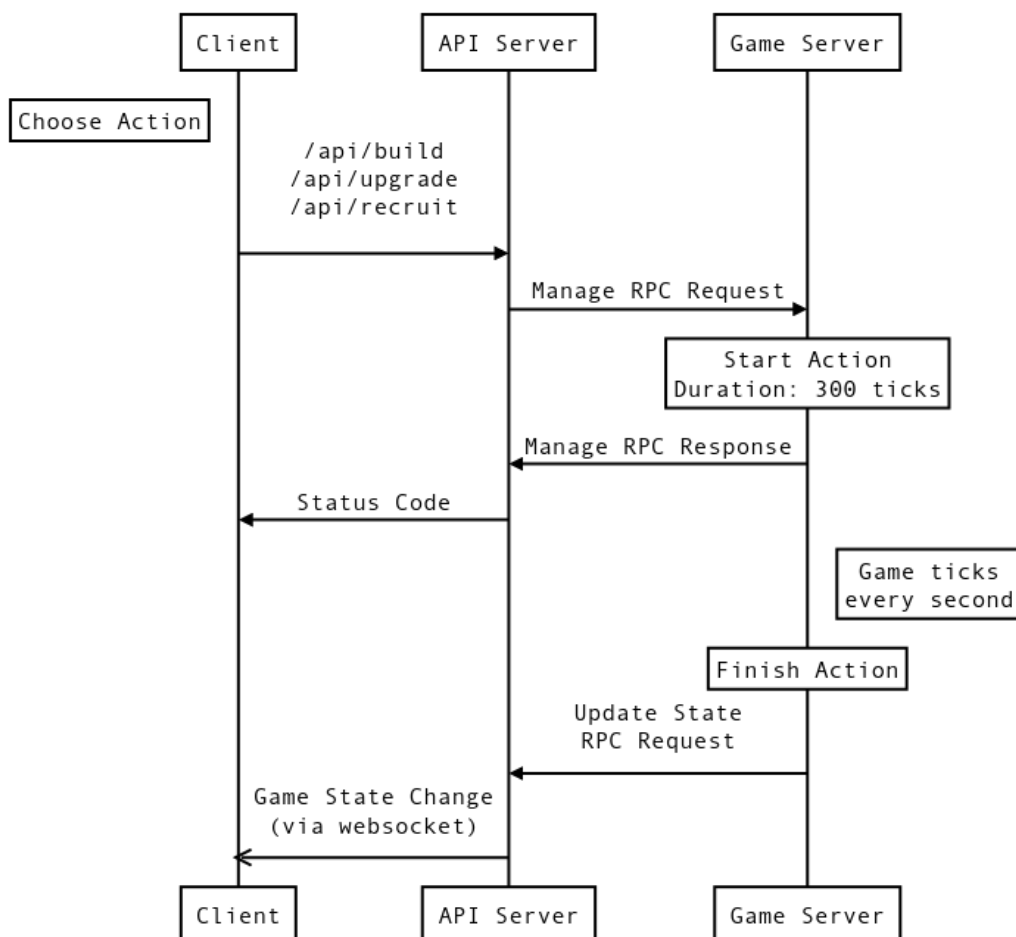 Client
API Server
Game Server
Choose Action
/api/build
/api/upgrade
/api/recruit
Manage RPC Request
Start Action
Duration: 300 ticks
Manage RPC Response
Status Code
Game ticks
every second
Finish Action
Update State
RPC Request
Game State Change
(via websocket)
Client
API Server
Game Server